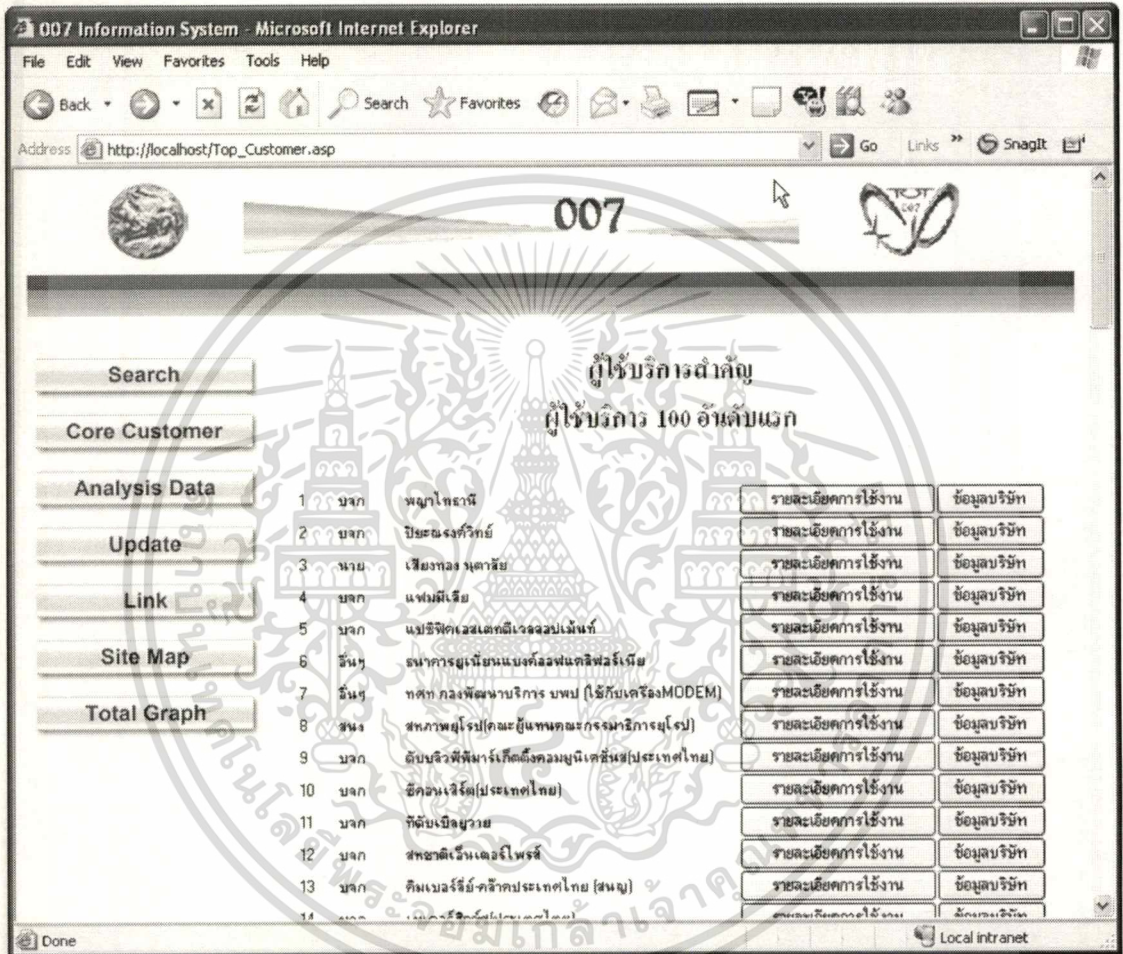 007 Information System - Microsoft Internet Explorer
File Edit View Favorites Tools Help
Back Search Favorites
Address http://localhost/Top_Customer.asp Go Links » SnagIt
007
TOT 007
ผู้ใช้บริการสำคัญ
ผู้ใช้บริการ 100 อันดับแรก
Search
Core Customer
Analysis Data
Update
Link
Site Map
Total Graph
1 บจก พญาไทธานี รายละเอียดการใช้งาน ข้อมูลบริษัท
2 บจก ปิยะณรงค์วิทย์ รายละเอียดการใช้งาน ข้อมูลบริษัท
3 นาย เสียงทอง นุตาลัย รายละเอียดการใช้งาน ข้อมูลบริษัท
4 บจก แฟมมีเลีย รายละเอียดการใช้งาน ข้อมูลบริษัท
5 บจก แปซิฟิคเอสเตทดีเวลลอปเม้นท์ รายละเอียดการใช้งาน ข้อมูลบริษัท
6 อื่นๆ ธนาคารยูเนี่ยนแบงค์ออฟแคลิฟอร์เนีย รายละเอียดการใช้งาน ข้อมูลบริษัท
7 อื่นๆ ทศท กองพัฒนาบริการ บพป (ใช้กับเครื่องMODEM) รายละเอียดการใช้งาน ข้อมูลบริษัท
8 สนง สหภาพยุโรป(คณะผู้แทนคณะกรรมาธิการยุโรป) รายละเอียดการใช้งาน ข้อมูลบริษัท
9 บจก ดับบลิวพีพีมาร์เก็ตติ้งคอมมูนิเคชั่นส(ประเทศไทย) รายละเอียดการใช้งาน ข้อมูลบริษัท
10 บจก ซีคอนเสิร์ต(ประเทศไทย) รายละเอียดการใช้งาน ข้อมูลบริษัท
11 บจก ทีดับเบิลยูวาย รายละเอียดการใช้งาน ข้อมูลบริษัท
12 บจก สหชาติเอ็นเตอร์ไพรส์ รายละเอียดการใช้งาน ข้อมูลบริษัท
13 บจก คิมเบอร์ลี่ย์-คล๊าคประเทศไทย (สนญ) รายละเอียดการใช้งาน ข้อมูลบริษัท
14 รายละเอียดการใช้งาน ข้อมูลบริษัท
Done Local intranet